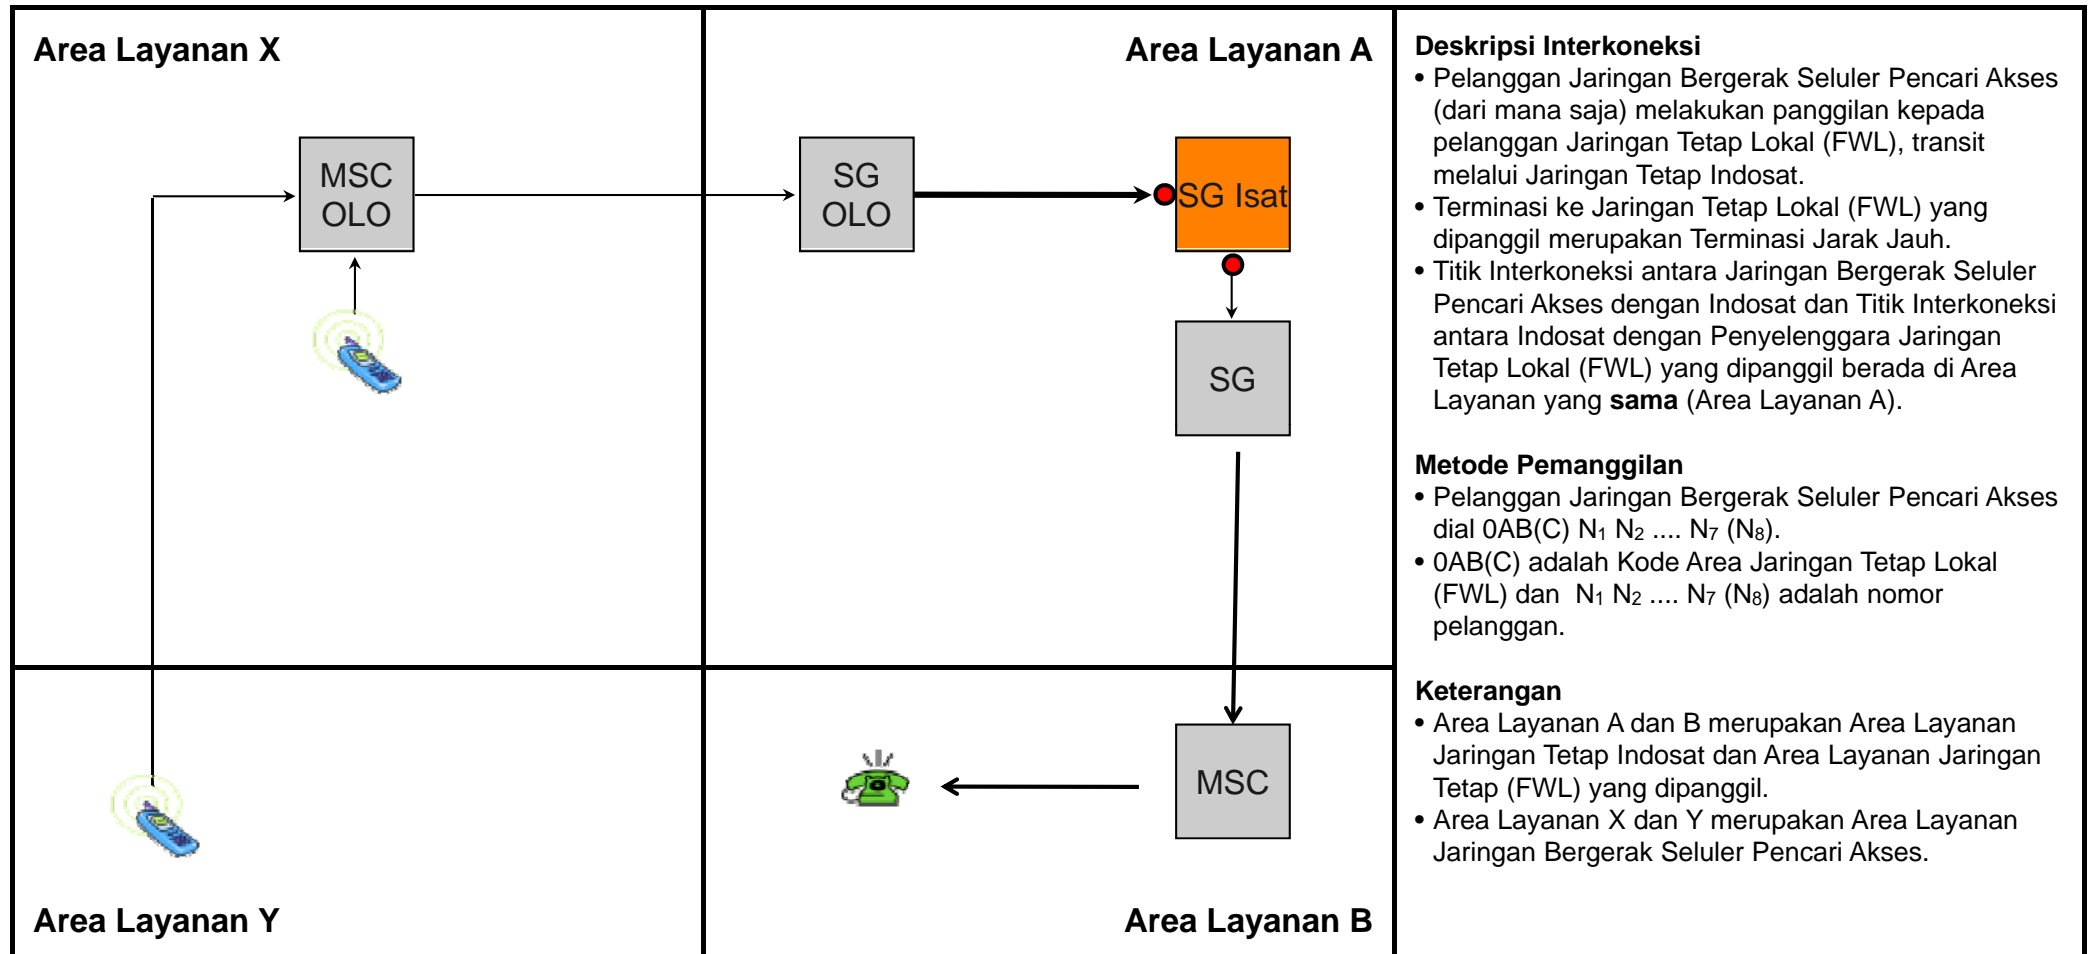 Area Layanan X
Area Layanan A
MSC
OLO
SG
OLO
SG Isat
SG
MSC
Area Layanan Y
Area Layanan B
Deskripsi Interkoneksi
• Pelanggan Jaringan Bergerak Seluler Pencari Akses
(dari mana saja) melakukan panggilan kepada
pelanggan Jaringan Tetap Lokal (FWL), transit
melalui Jaringan Tetap Indosat.
• Terminasi ke Jaringan Tetap Lokal (FWL) yang
dipanggil merupakan Terminasi Jarak Jauh.
• Titik Interkoneksi antara Jaringan Bergerak Seluler
Pencari Akses dengan Indosat dan Titik Interkoneksi
antara Indosat dengan Penyelenggara Jaringan
Tetap Lokal (FWL) yang dipanggil berada di Area
Layanan yang sama (Area Layanan A).
Metode Pemanggilan
• Pelanggan Jaringan Bergerak Seluler Pencari Akses
dial 0AB(C) N₁ N₂ .... N₇ (N₈).
• 0AB(C) adalah Kode Area Jaringan Tetap Lokal
(FWL) dan N₁ N₂ .... N₇ (N₈) adalah nomor
pelanggan.
Keterangan
• Area Layanan A dan B merupakan Area Layanan
Jaringan Tetap Indosat dan Area Layanan Jaringan
Tetap (FWL) yang dipanggil.
• Area Layanan X dan Y merupakan Area Layanan
Jaringan Bergerak Seluler Pencari Akses.